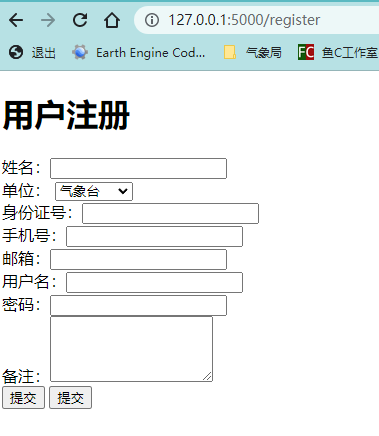 127.0.0.1:5000/register
退出 Earth Engine Cod... 气象局 FC 鱼C工作室
用户注册
姓名：
单位： 气象台
身份证号：
手机号：
邮箱：
用户名：
密码：
备注：
提交 提交